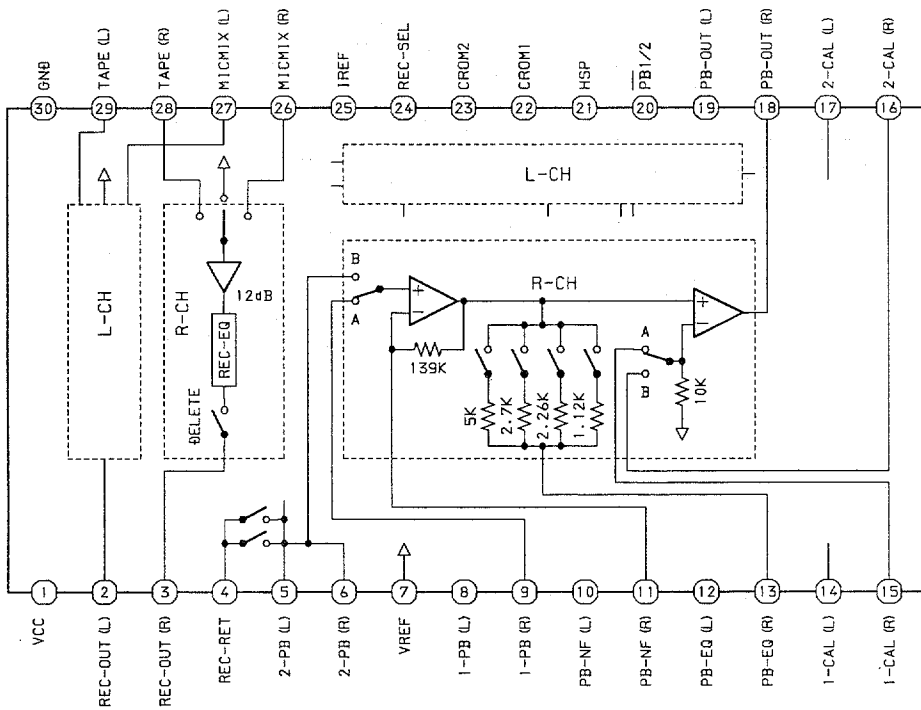 GND
TAPE (L)
TAPE (R)
MICMIX (L)
MICMIX (R)
IREF
REC-SEL
CROM2
CROM1
HSP
PB1/2
PB-OUT (L)
PB-OUT (R)
2-CAL (L)
2-CAL (R)
30
29
28
27
26
25
24
23
22
21
20
19
18
17
16
L-CH
L-CH
R-CH
12dB
REC-EQ
DELETE
B
A
R-CH
139K
5K
2.7K
2.26K
1.12K
A
B
10K
1
2
3
4
5
6
7
8
9
10
11
12
13
14
15
VCC
REC-OUT (L)
REC-OUT (R)
REC-RET
2-PB (L)
2-PB (R)
VREF
1-PB (L)
1-PB (R)
PB-NF (L)
PB-NF (R)
PB-EQ (L)
PB-EQ (R)
1-CAL (L)
1-CAL (R)